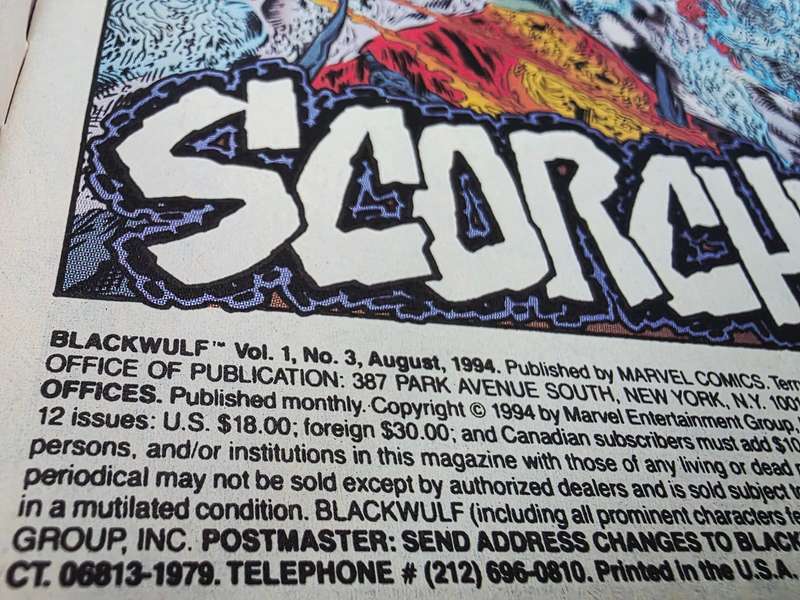 SCORCH
BLACKWULF™ Vol. 1, No. 3, August, 1994. Published by MARVEL COMICS.
OFFICE OF PUBLICATION: 387 PARK AVENUE SOUTH, NEW YORK, N.Y.
OFFICES. Published monthly. Copyright © 1994 by Marvel Entertainment Group,
12 issues: U.S. $18.00; foreign $30.00; and Canadian subscribers must add
persons, and/or institutions in this magazine with those of any living or dead
periodical may not be sold except by authorized dealers and is sold subject
in a mutilated condition. BLACKWULF (including all prominent characters
GROUP, INC. POSTMASTER: SEND ADDRESS CHANGES TO
CT. 06813-1979. TELEPHONE # (212) 696-0810. Printed in the U.S.A.